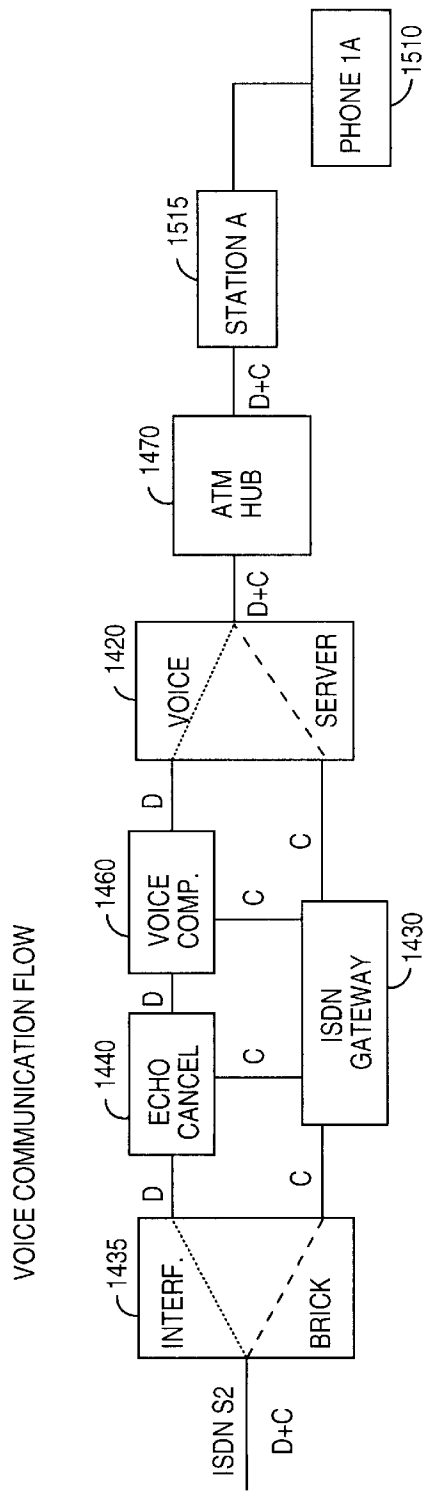 VOICE COMMUNICATION FLOW
ISDN S2
D+C
INTERF.
BRICK
1435
D
C
ECHO
CANCEL
1440
C
D
VOICE
COMP.
1460
C
ISDN
GATEWAY
1430
D
C
VOICE
SERVER
1420
D+C
ATM
HUB
1470
D+C
STATION A
1515
PHONE 1A
1510